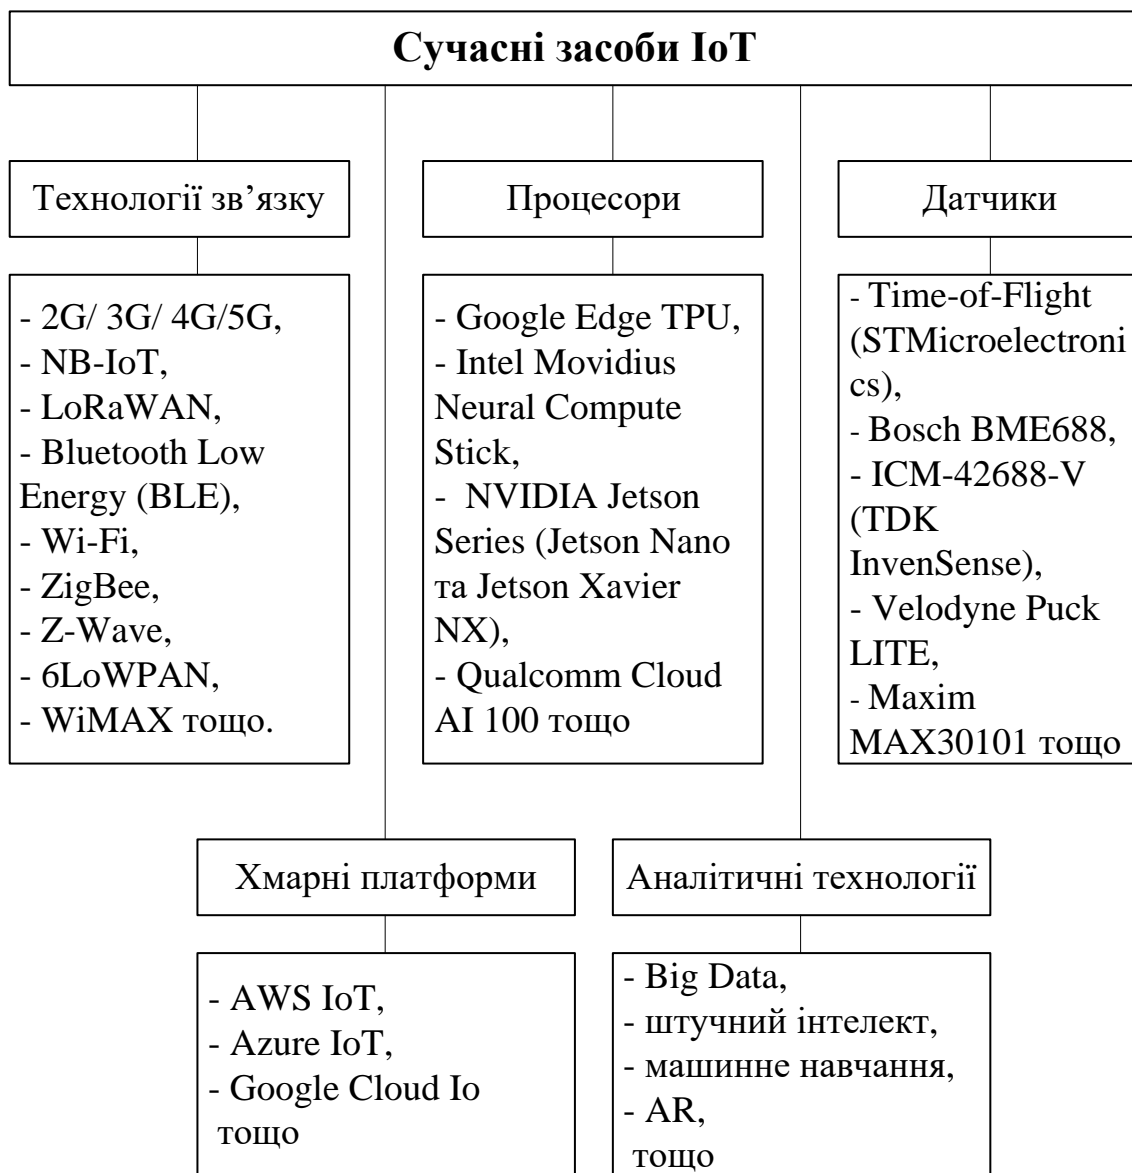 Сучасні засоби IoT
Технології зв’язку
- 2G/ 3G/ 4G/5G,
- NB-IoT,
- LoRaWAN,
- Bluetooth Low
Energy (BLE),
- Wi-Fi,
- ZigBee,
- Z-Wave,
- 6LoWPAN,
- WiMAX тощо.
Процесори
- Google Edge TPU,
- Intel Movidius
Neural Compute
Stick,
- NVIDIA Jetson
Series (Jetson Nano
та Jetson Xavier
NX),
- Qualcomm Cloud
AI 100 тощо
Датчики
- Time-of-Flight
(STMicroelectroni
cs),
- Bosch BME688,
- ICM-42688-V
(TDK
InvenSense),
- Velodyne Puck
LITE,
- Maxim
MAX30101 тощо
Хмарні платформи
- AWS IoT,
- Azure IoT,
- Google Cloud Io
тощо
Аналітичні технології
- Big Data,
- штучний інтелект,
- машинне навчання,
- AR,
тощо